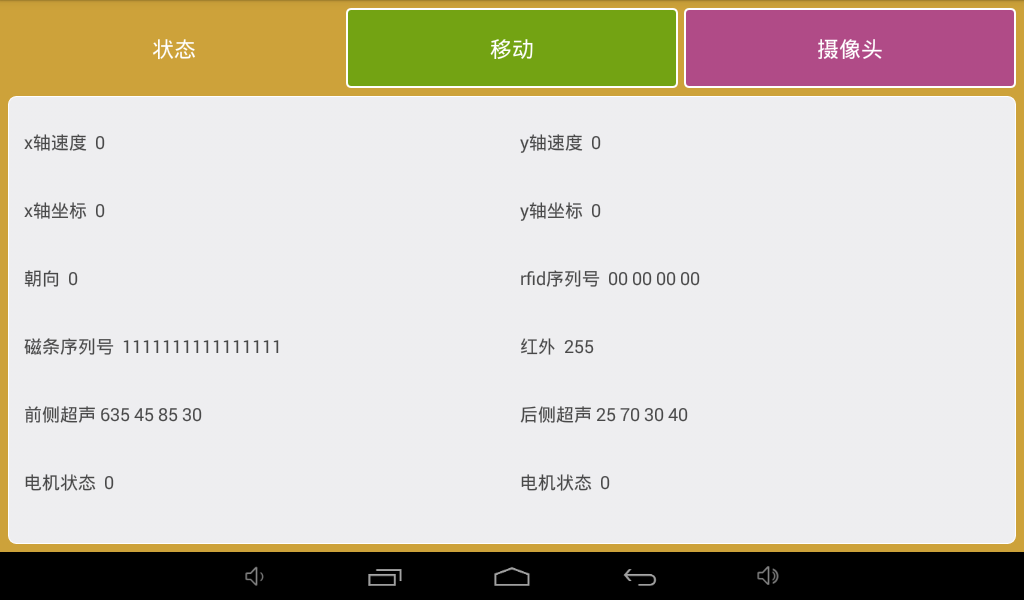 状态 移动 摄像头
x轴速度 0 y轴速度 0
x轴坐标 0 y轴坐标 0
朝向 0 rfid序列号 00 00 00 00
磁条序列号 1111111111111111 红外 255
前侧超声 635 45 85 30 后侧超声 25 70 30 40
电机状态 0 电机状态 0